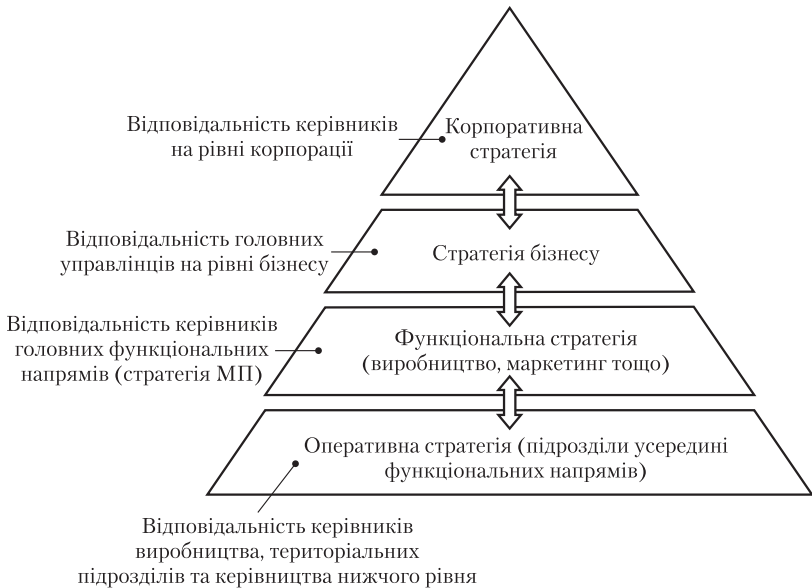 Відповідальність керівників
на рівні корпорації
Корпоративна
стратегія
Відповідальність головних
управлінців на рівні бізнесу
Стратегія бізнесу
Відповідальність керівників
головних функціональних
напрямів (стратегія МП)
Функціональна стратегія
(виробництво, маркетинг тощо)
Оперативна стратегія (підрозділи усередині
функціональних напрямів)
Відповідальність керівників
виробництва, територіальних
підрозділів та керівництва нижчого рівня